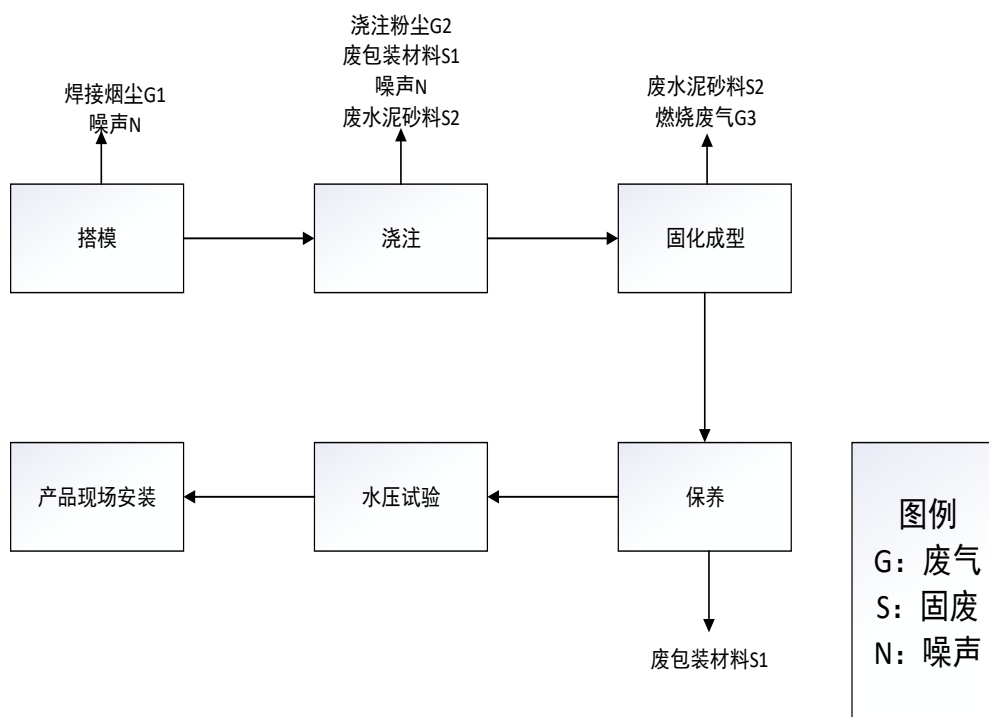 焊接烟尘G1
噪声N
浇注粉尘G2
废包装材料S1
噪声N
废水泥砂料S2
废水泥砂料S2
燃烧废气G3
搭模
浇注
固化成型
产品现场安装
水压试验
保养
废包装材料S1
图例
G：废气
S：固废
N：噪声